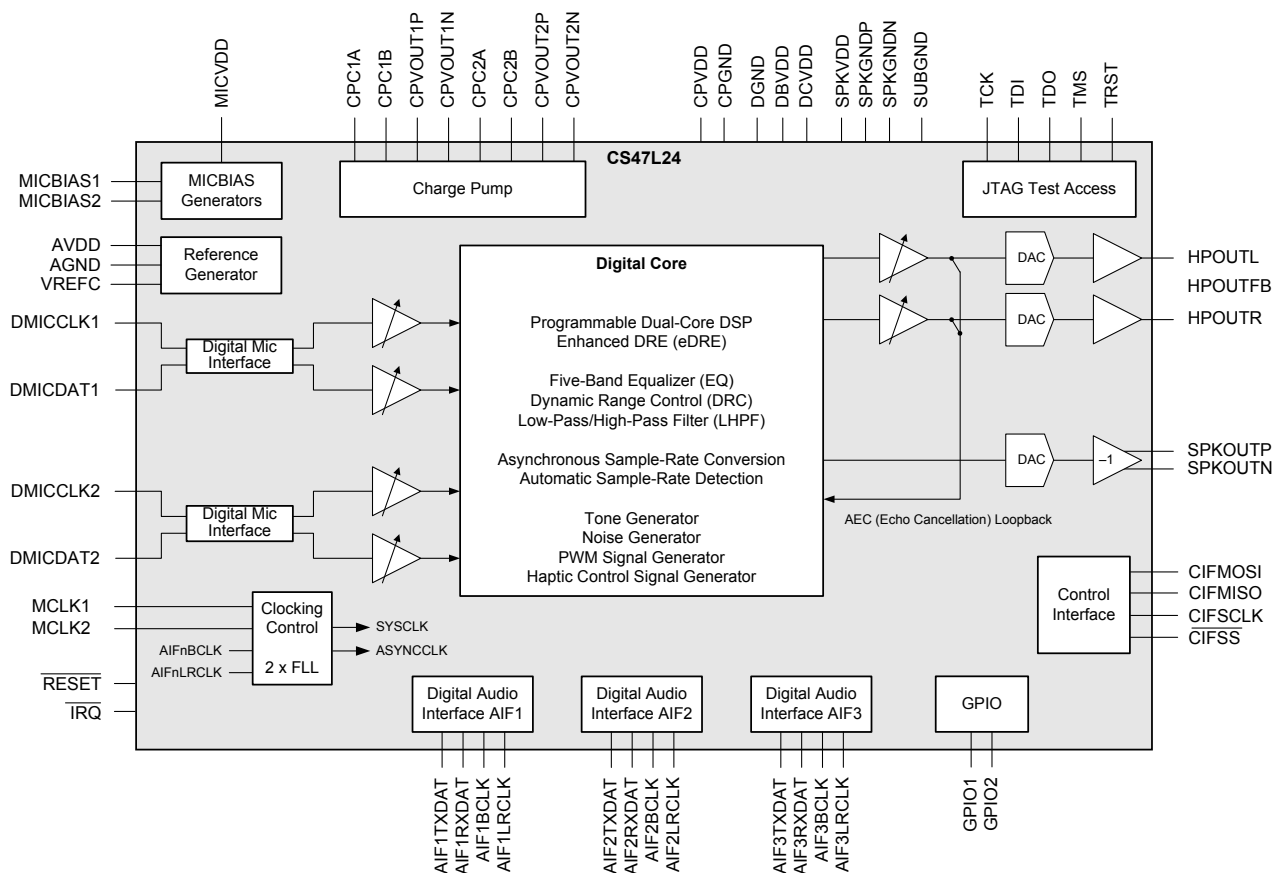 MICVDD
CPC1A
CPC1B
CPVOUT1P
CPVOUT1N
CPC2A
CPC2B
CPVOUT2P
CPVOUT2N
CPVDD
CPGND
DGND
DBVDD
DCVDD
SPKVDD
SPKGNDP
SPKGNDN
SUBGND
TCK
TDI
TDO
TMS
TRST
CS47L24
MICBIAS1
MICBIAS2
MICBIAS
Generators
Charge Pump
JTAG Test Access
AVDD
AGND
VREFC
Reference
Generator
Digital Core
Programmable Dual-Core DSP
Enhanced DRE (eDRE)
Five-Band Equalizer (EQ)
Dynamic Range Control (DRC)
Low-Pass/High-Pass Filter (LHPF)
Asynchronous Sample-Rate Conversion
Automatic Sample-Rate Detection
Tone Generator
Noise Generator
PWM Signal Generator
Haptic Control Signal Generator
DAC
HPOUTL
HPOUTFB
DAC
HPOUTR
DMICCLK1
Digital Mic
Interface
DMICDAT1
DAC
–1
SPKOUTP
SPKOUTN
AEC (Echo Cancellation) Loopback
DMICCLK2
Digital Mic
Interface
DMICDAT2
MCLK1
MCLK2
AIFnBCLK
AIFnLRCLK
Clocking
Control
2 x FLL
SYSCLK
ASYNCCLK
Control
Interface
CIFMOSI
CIFMISO
CIFSCLK
CIFSS
RESET
IRQ
Digital Audio
Interface AIF1
Digital Audio
Interface AIF2
Digital Audio
Interface AIF3
GPIO
AIF1TXDAT
AIF1RXDAT
AIF1BCLK
AIF1LRCLK
AIF2TXDAT
AIF2RXDAT
AIF2BCLK
AIF2LRCLK
AIF3TXDAT
AIF3RXDAT
AIF3BCLK
AIF3LRCLK
GPIO1
GPIO2